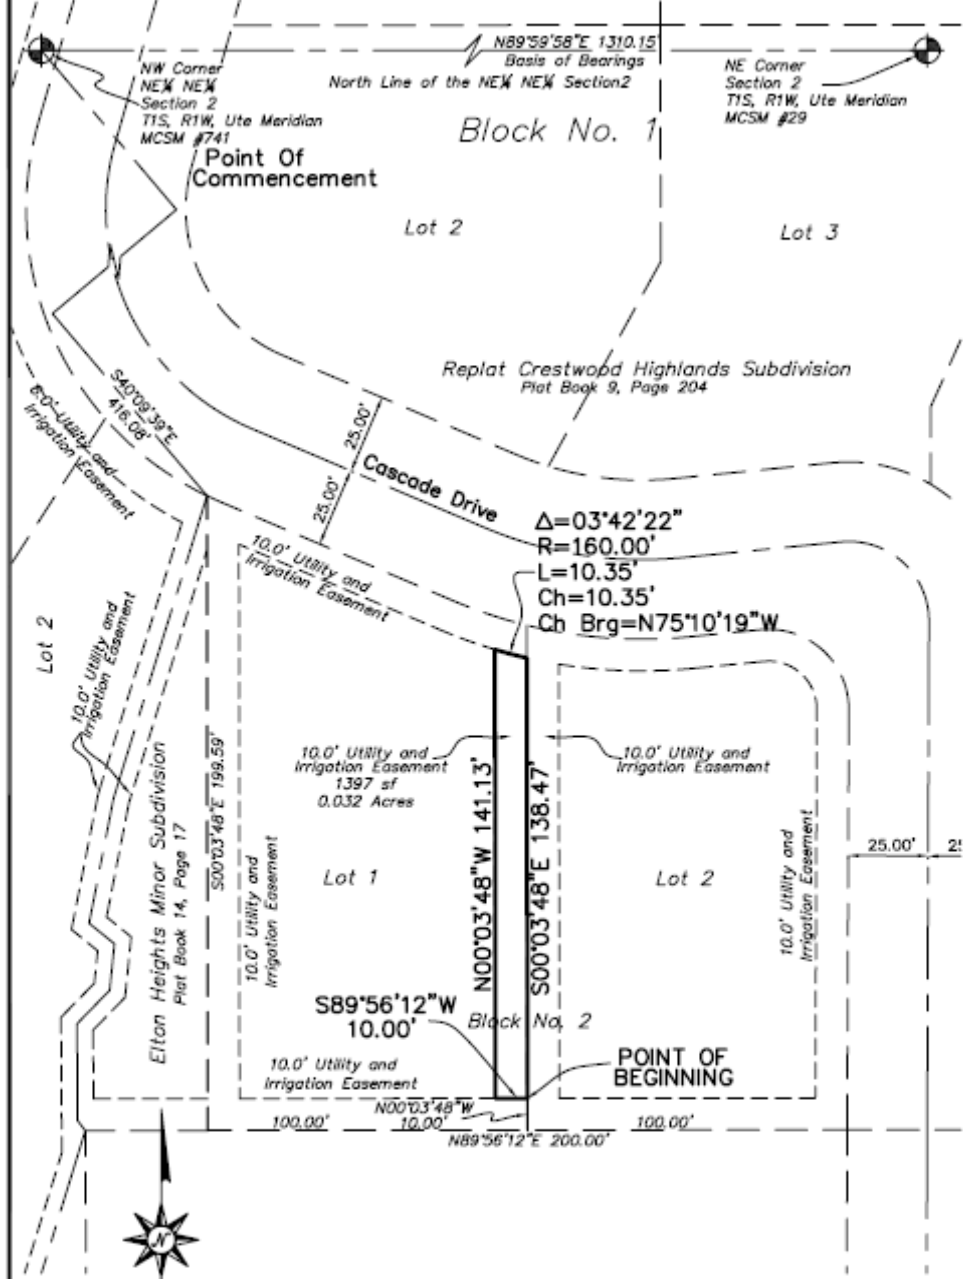 N89°59'58"E 1310.15'
Basis of Bearings
North Line of the NE¼ NE¼ Section2
NW Corner
NE¼ NE¼
Section 2
T1S, R1W, Ute Meridian
MCSM #741
Point Of
Commencement
NE Corner
Section 2
T1S, R1W, Ute Meridian
MCSM #29
Block No. 1
Lot 2
Lot 3
Replat Crestwood Highlands Subdivision
Plat Book 9, Page 204
S40°09'39"E
416.08'
6.0' Utility and
Irrigation Easement
25.00'
25.00'
Cascade Drive
Δ=03°42'22"
R=160.00'
L=10.35'
Ch=10.35'
Ch Brg=N75°10'19"W
10.0' Utility and
Irrigation Easement
Lot 2
10.0' Utility and
Irrigation Easement
Elton Heights Minor Subdivision
Plat Book 14, Page 17
S00°03'48"E 199.59'
10.0' Utility and
Irrigation Easement
1397 sf
0.032 Acres
10.0' Utility and
Irrigation Easement
N00°03'48"W 141.13'
S00°03'48"E 138.47'
Lot 1
Lot 2
25.00'
10.0' Utility and
Irrigation Easement
10.0' Utility and
Irrigation Easement
S89°56'12"W
10.00'
Block No. 2
POINT OF
BEGINNING
10.0' Utility and
Irrigation Easement
N00°03'48"W
10.00'
100.00'
100.00'
N89°56'12"E 200.00'
N